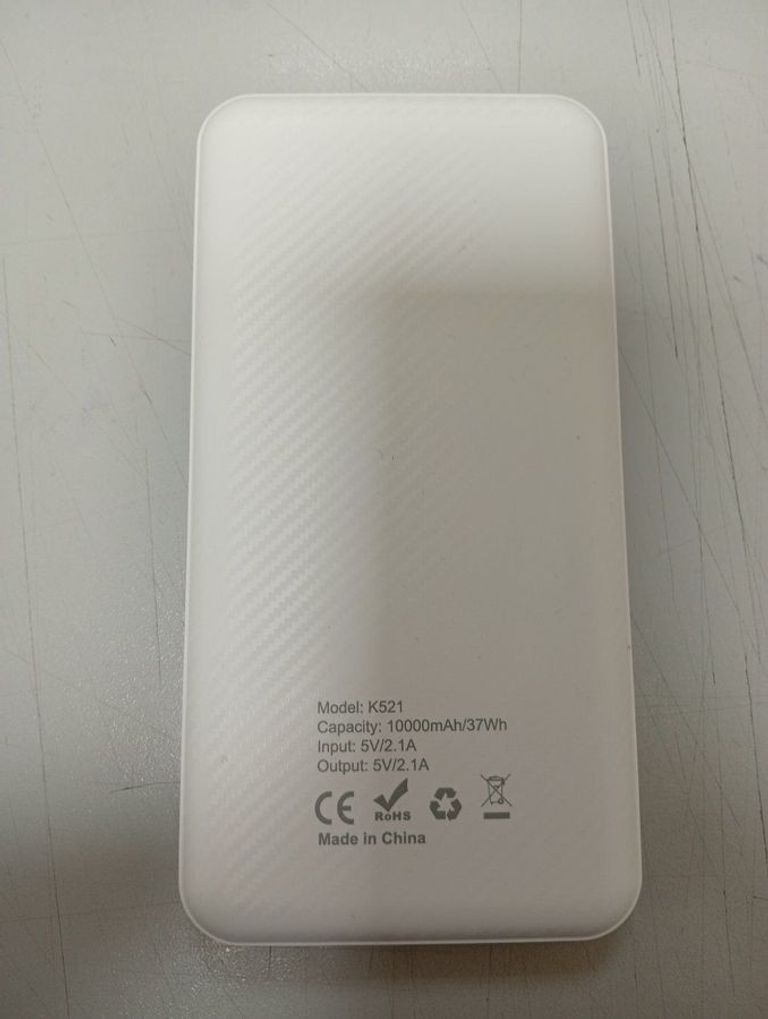 Model: K521
Capacity: 10000mAh/37Wh
Input: 5V/2.1A
Output: 5V/2.1A
CE RoHS
Made in China